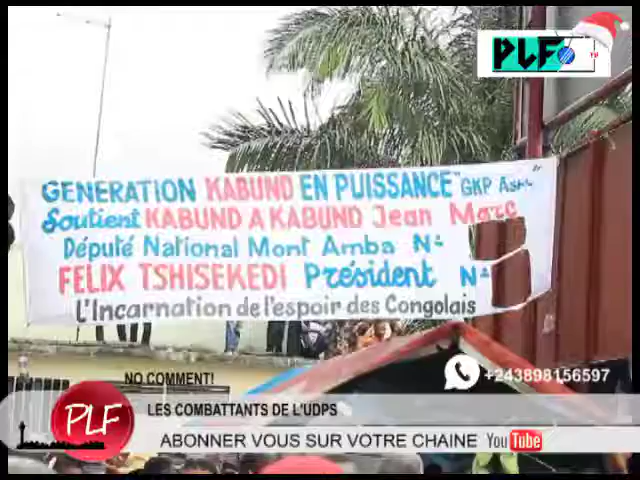 PLF TV
GENERATION KABUND EN PUISSANCE "GKP
Soutient KABUND A KABUND Jean Marc
Député National Mont Amba N°
FELIX TSHISEKEDI Président N°
L'Incarnation de l'espoir des Congolais
+243898156597
NO COMMENT!
PLF
LES COMBATTANTS DE L'UDPS
ABONNER VOUS SUR VOTRE CHAINE YouTube